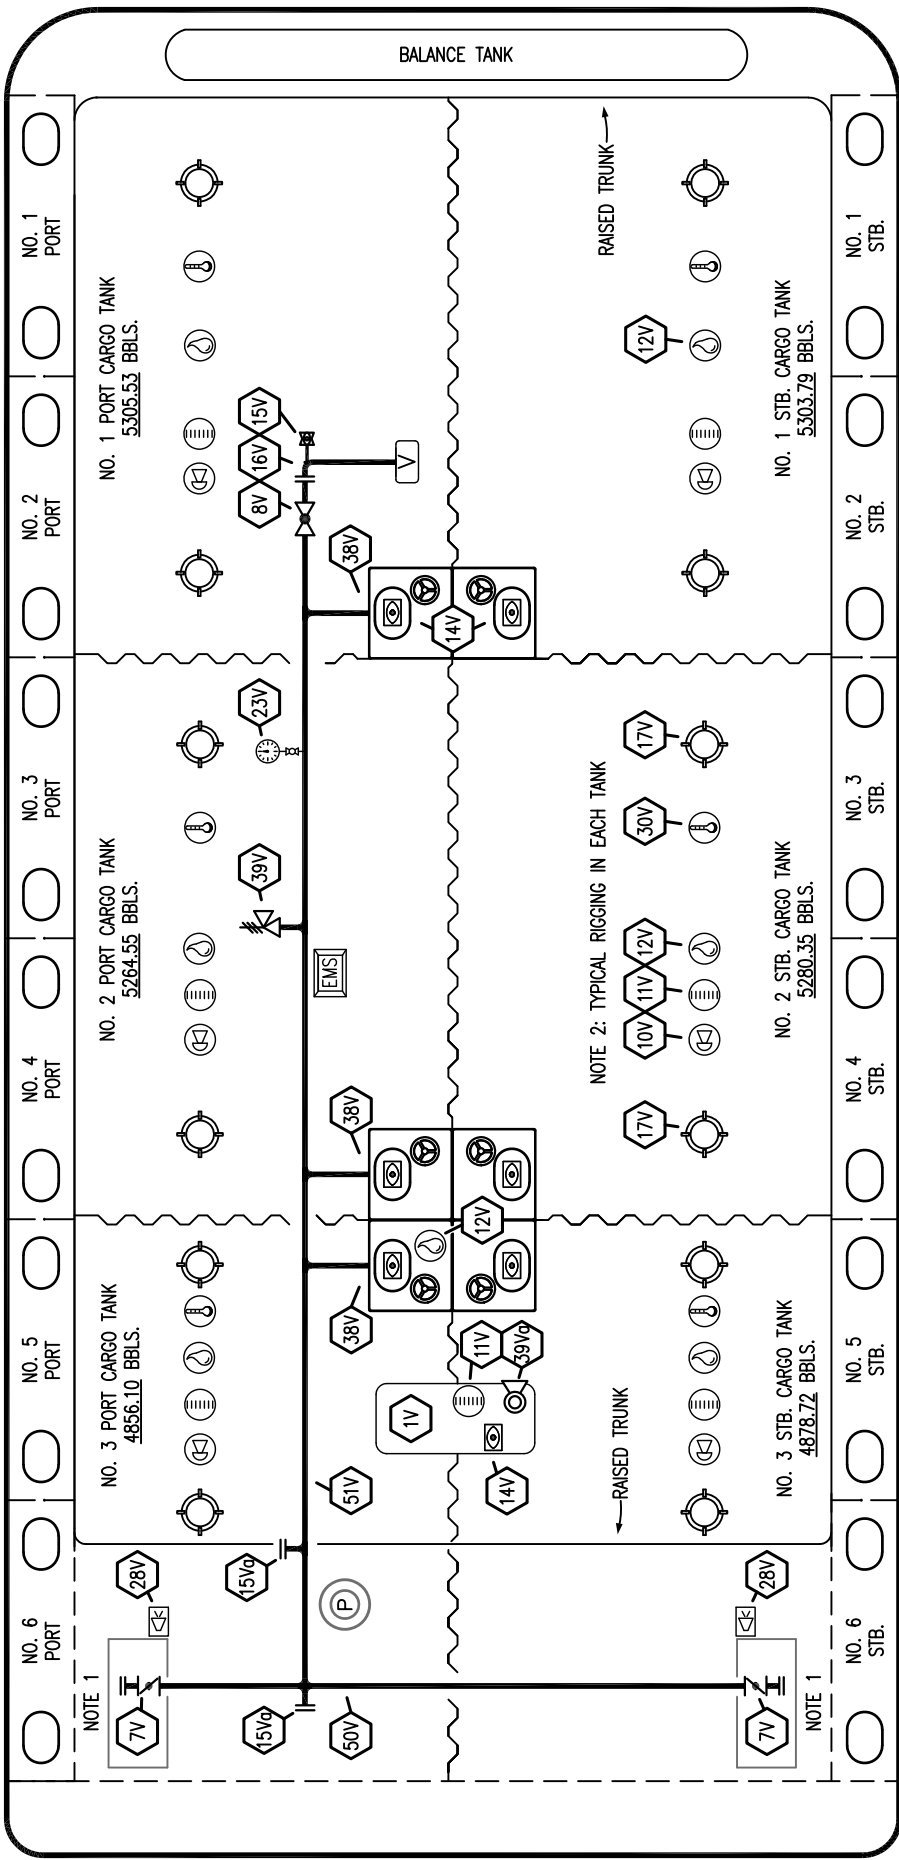 BALANCE TANK
NO. 1
PORT
NO. 2
PORT
NO. 3
PORT
NO. 4
PORT
NO. 5
PORT
NO. 6
PORT
NO. 1 PORT CARGO TANK
5305.53 BBLS.
NO. 2 PORT CARGO TANK
5264.55 BBLS.
NO. 3 PORT CARGO TANK
4856.10 BBLS.
RAISED TRUNK
15V
16V
8V
V
38V
14V
23V
39V
EMS
38V
12V
38V
11V
39Va
1V
14V
51V
15Va
P
28V
NOTE 1
7V
15Va
50V
12V
NOTE 2: TYPICAL RIGGING IN EACH TANK
17V
30V
12V
11V
10V
17V
RAISED TRUNK
28V
7V
NOTE 1
NO. 1 STB. CARGO TANK
5303.79 BBLS.
NO. 2 STB. CARGO TANK
5280.35 BBLS.
NO. 3 STB. CARGO TANK
4878.72 BBLS.
NO. 1
STB.
NO. 2
STB.
NO. 3
STB.
NO. 4
STB.
NO. 5
STB.
NO. 6
STB.